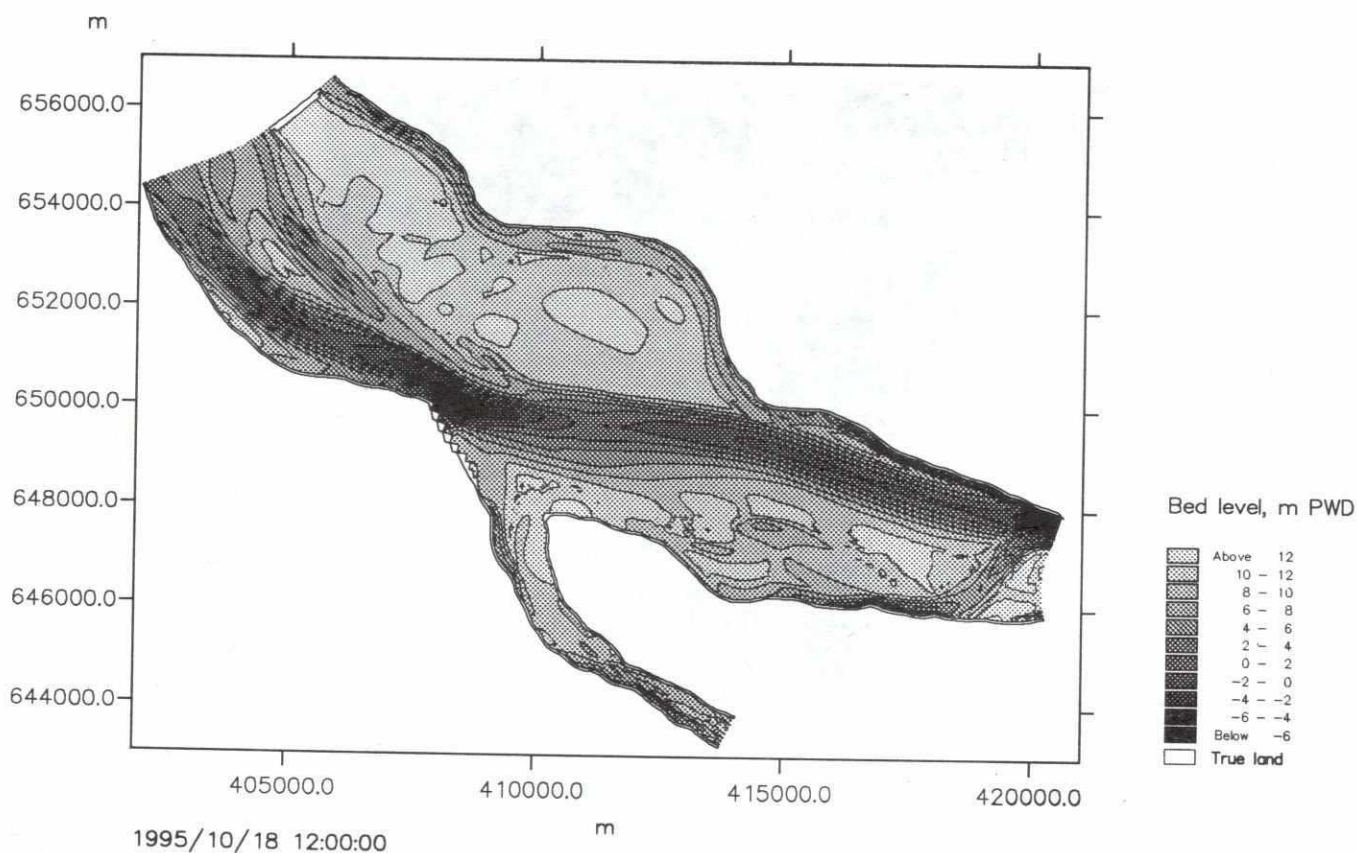 m
656000.0
654000.0
652000.0
650000.0
648000.0
646000.0
644000.0
405000.0
410000.0
415000.0
420000.0
m
1995/10/18 12:00:00
Bed level, m PWD
Above 12
10 - 12
8 - 10
6 - 8
4 - 6
2 - 4
0 - 2
-2 - 0
-4 - -2
-6 - -4
Below -6
True land